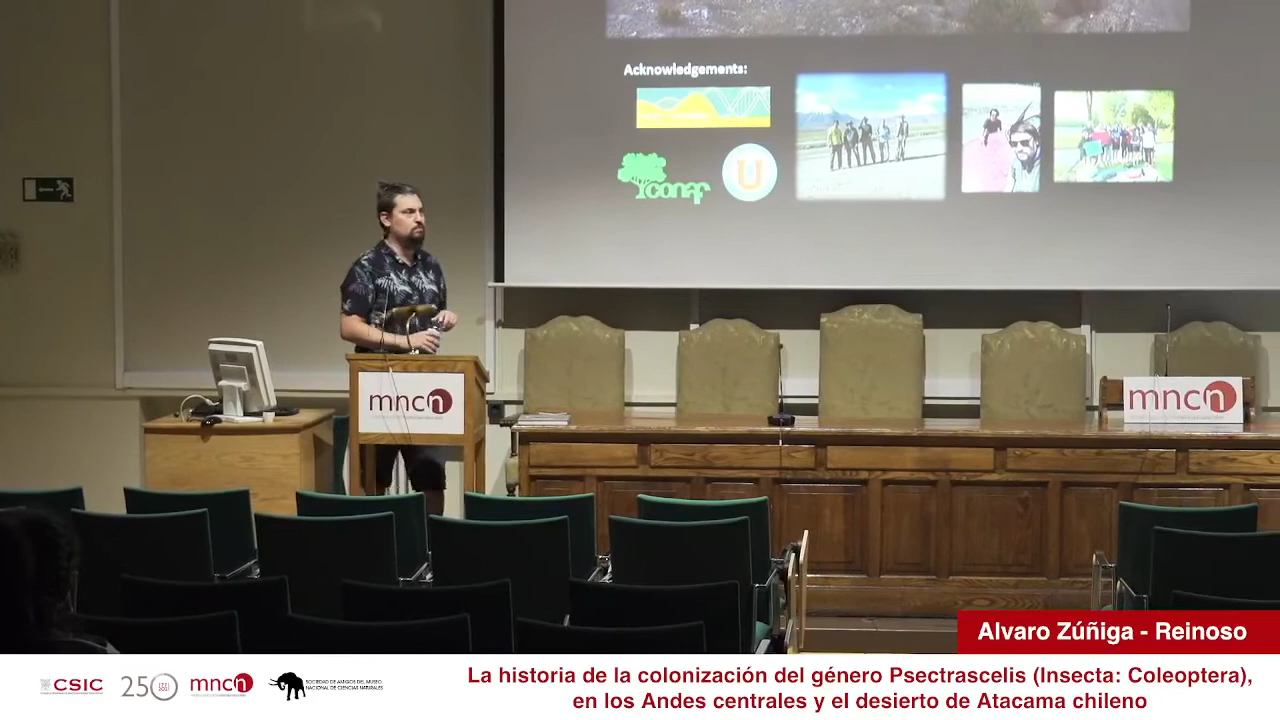 Acknowledgements:
conaf
U
mncn
mncn
Alvaro Zúñiga - Reinoso
CSIC
250
mncn
SOCIEDAD DE AMIGOS DEL MUSEO
NACIONAL DE CIENCIAS NATURALES
La historia de la colonización del género Psectrascelis (Insecta: Coleoptera),
en los Andes centrales y el desierto de Atacama chileno